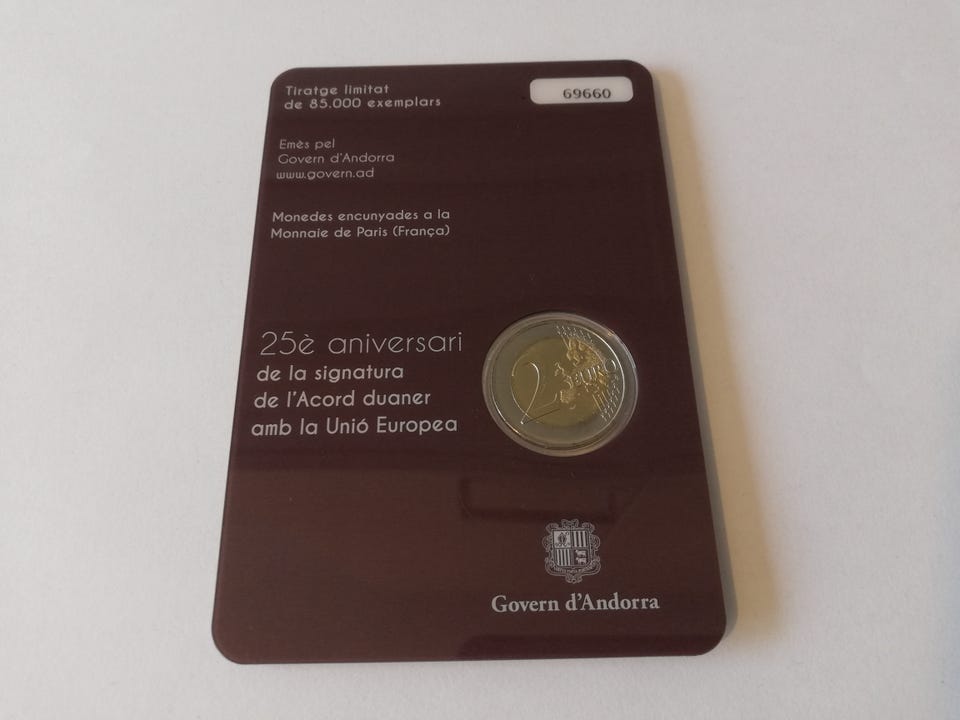 Tiratge limitat
de 85.000 exemplars
69660
Emès pel
Govern d'Andorra
www.govern.ad
Monedes encunyades a la
Monnaie de Paris (França)
25è aniversari
de la signatura
de l'Acord duaner
amb la Unió Europea
2 EURO
Govern d'Andorra